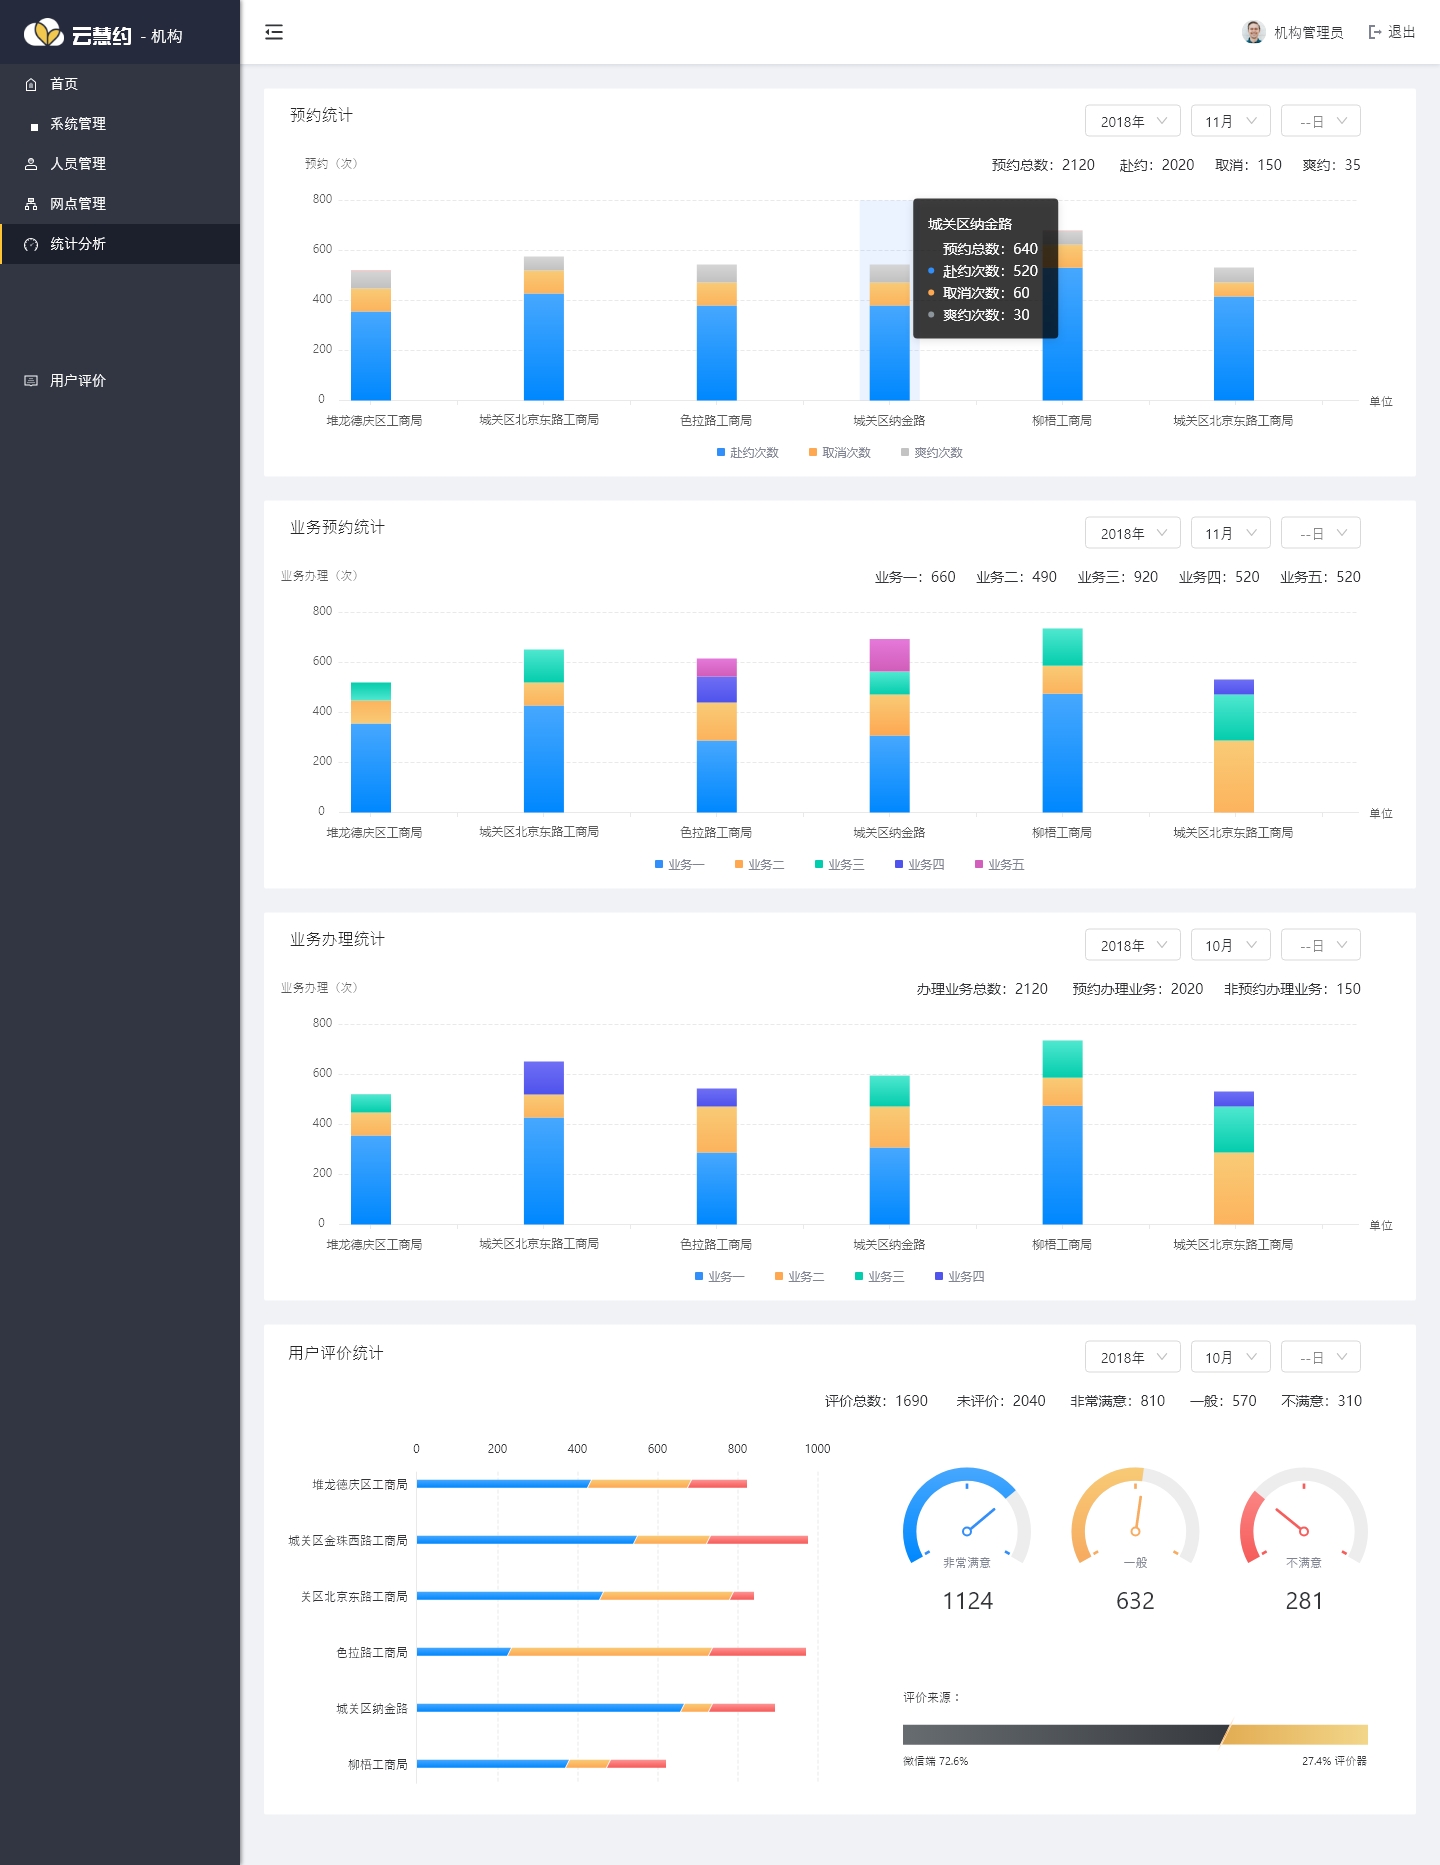 云慧约 - 机构
机构管理员 退出
首页
系统管理
人员管理
网点管理
统计分析
用户评价
预约统计
2018年 11月 --日
预约（次）
预约总数：2120 赴约：2020 取消：150 爽约：35
800
600
400
200
0
城关区纳金路
预约总数：640
赴约次数：520
取消次数：60
爽约次数：30
堆龙德庆区工商局 城关区北京东路工商局 色拉路工商局 城关区纳金路 柳梧工商局 城关区北京东路工商局
单位
赴约次数 取消次数 爽约次数
业务预约统计
2018年 11月 --日
业务办理（次）
业务一：660 业务二：490 业务三：920 业务四：520 业务五：520
800
600
400
200
0
堆龙德庆区工商局 城关区北京东路工商局 色拉路工商局 城关区纳金路 柳梧工商局 城关区北京东路工商局
单位
业务一 业务二 业务三 业务四 业务五
业务办理统计
2018年 10月 --日
业务办理（次）
办理业务总数：2120 预约办理业务：2020 非预约办理业务：150
800
600
400
200
0
堆龙德庆区工商局 城关区北京东路工商局 色拉路工商局 城关区纳金路 柳梧工商局 城关区北京东路工商局
单位
业务一 业务二 业务三 业务四
用户评价统计
2018年 10月 --日
评价总数：1690 未评价：2040 非常满意：810 一般：570 不满意：310
0 200 400 600 800 1000
堆龙德庆区工商局
城关区金珠西路工商局
关区北京东路工商局
色拉路工商局
城关区纳金路
柳梧工商局
非常满意 一般 不满意
1124 632 281
评价来源：
微信端 72.6% 27.4% 评价器